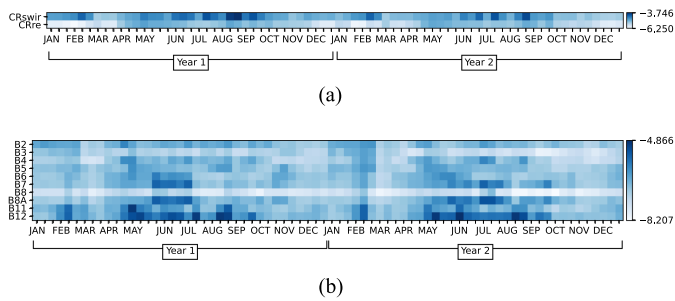 CRswir
CRre
−3.746
−6.250
JAN FEB MAR APR MAY JUN JUL AUG SEP OCT NOV DEC JAN FEB MAR APR MAY JUN JUL AUG SEP OCT NOV DEC
Year 1 Year 2
(a)
B2
B3
B4
B5
B6
B7
B8
B8A
B11
B12
−4.866
−8.207
JAN FEB MAR APR MAY JUN JUL AUG SEP OCT NOV DEC JAN FEB MAR APR MAY JUN JUL AUG SEP OCT NOV DEC
Year 1 Year 2
(b)